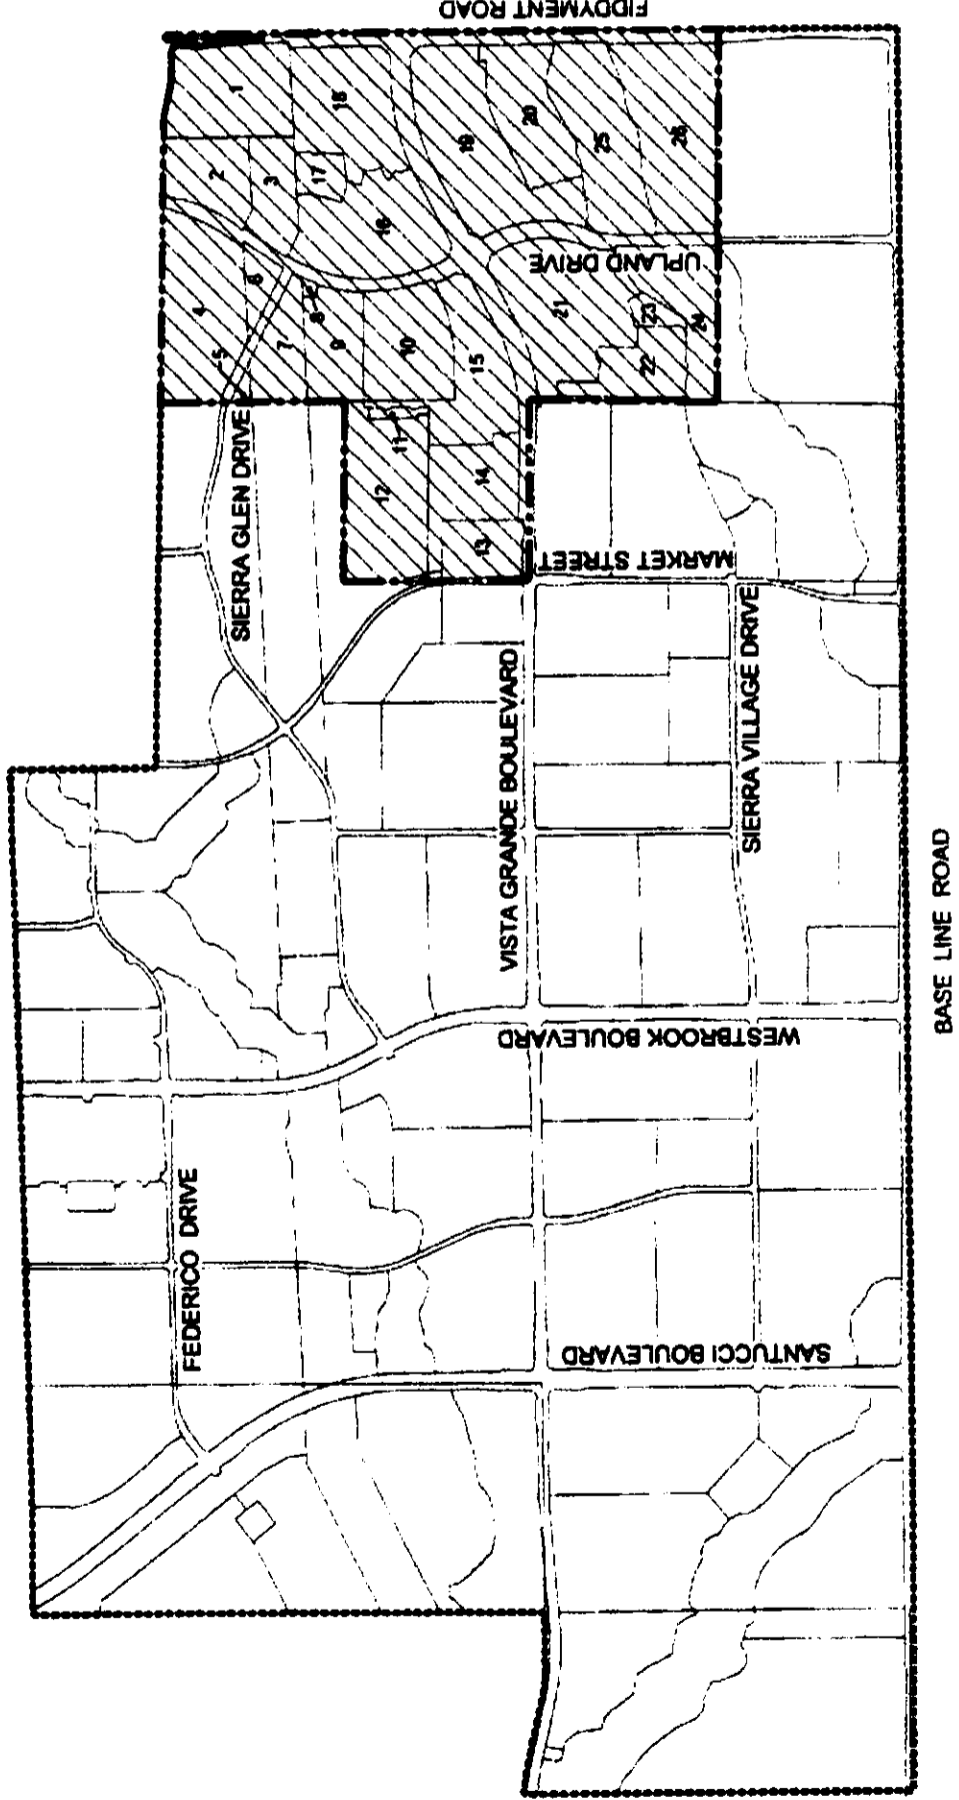 FIDDYMENT ROAD
1
2
3
4
5
6
7
8
9
10
11
12
13
14
15
16
17
18
19
20
21
22
23
24
25
26
UPLAND DRIVE
SIERRA GLEN DRIVE
MARKET STREET
VISTA GRANDE BOULEVARD
SIERRA VILLAGE DRIVE
WESTBROOK BOULEVARD
BASE LINE ROAD
FEDERICO DRIVE
SANTUCCI BOULEVARD